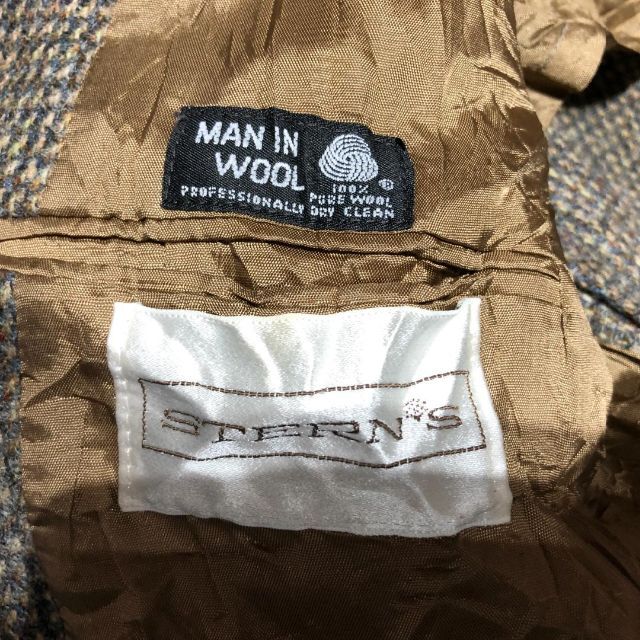 MAN IN
WOOL
100% ®
PROFESSIONALLY PURE WOOL
DRY CLEAN
STERN'S